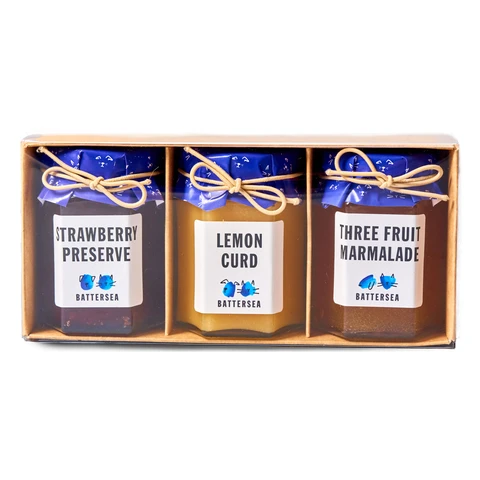 STRAWBERRY
PRESERVE
BATTERSEA
LEMON
CURD
BATTERSEA
THREE FRUIT
MARMALADE
BATTERSEA